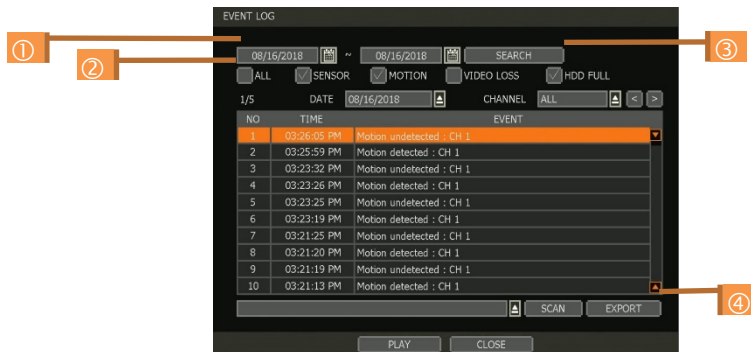 EVENT LOG
①
08/16/2018 ~ 08/16/2018 SEARCH
③
②
ALL SENSOR MOTION VIDEO LOSS HDD FULL
1/5 DATE 08/16/2018 CHANNEL ALL < >
NO TIME EVENT
1 03:26:05 PM Motion undetected : CH 1
2 03:25:59 PM Motion detected : CH 1
3 03:23:32 PM Motion undetected : CH 1
4 03:23:26 PM Motion detected : CH 1
5 03:23:25 PM Motion undetected : CH 1
6 03:23:19 PM Motion detected : CH 1
7 03:21:25 PM Motion undetected : CH 1
8 03:21:20 PM Motion detected : CH 1
9 03:21:19 PM Motion undetected : CH 1
10 03:21:13 PM Motion detected : CH 1
④
SCAN EXPORT
PLAY CLOSE